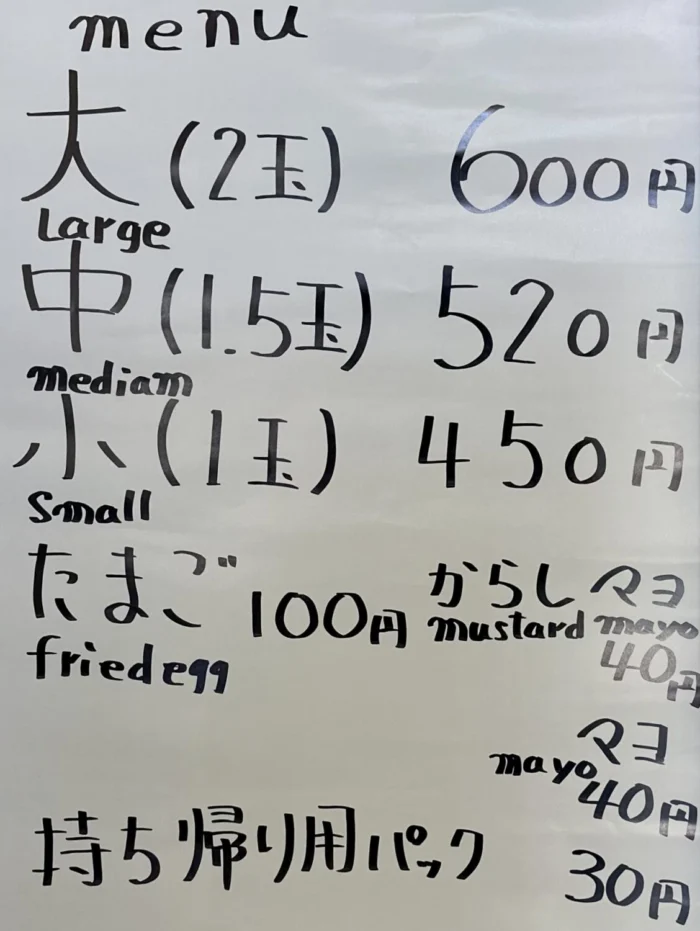 menu
大(2玉) 600円
Large
中(1.5玉) 520円
mediam
小(1玉) 450円
small
たまご 100円 からしマヨ
friedegg mustard mayo
40円
マヨ
mayo 40円
持ち帰り用パック 30円